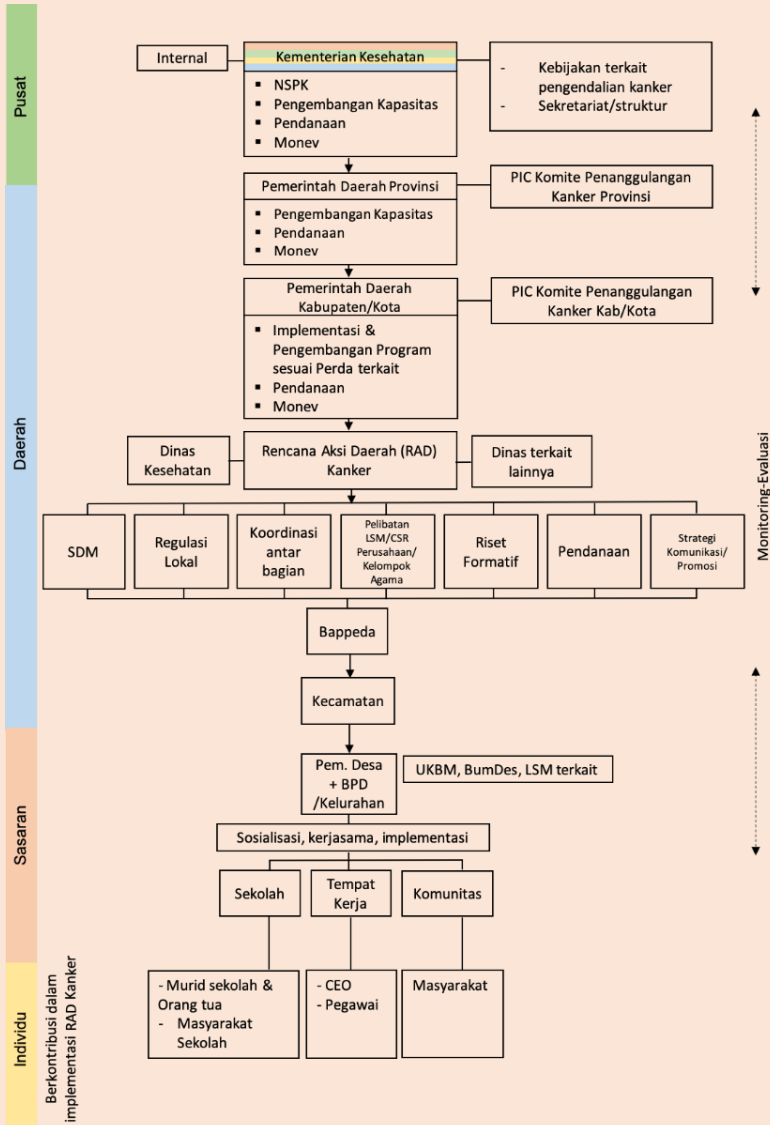 Pusat
Internal
Kementerian Kesehatan
▪ NSPK
▪ Pengembangan Kapasitas
▪ Pendanaan
▪ Monev
- Kebijakan terkait
pengendalian kanker
- Sekretariat/struktur
Daerah
Pemerintah Daerah Provinsi
▪ Pengembangan Kapasitas
▪ Pendanaan
▪ Monev
PIC Komite Penanggulangan
Kanker Provinsi
Pemerintah Daerah
Kabupaten/Kota
▪ Implementasi &
Pengembangan Program
sesuai Perda terkait
▪ Pendanaan
▪ Monev
PIC Komite Penanggulangan
Kanker Kab/Kota
Dinas
Kesehatan
Rencana Aksi Daerah (RAD)
Kanker
Dinas terkait
lainnya
Monitoring-Evaluasi
SDM
Regulasi
Lokal
Koordinasi
antar
bagian
Pelibatan
LSM/CSR
Perusahaan/
Kelompok
Agama
Riset
Formatif
Pendanaan
Strategi
Komunikasi/
Promosi
Bappeda
Kecamatan
Sasaran
Pem. Desa
+ BPD
/Kelurahan
UKBM, BumDes, LSM terkait
Sosialisasi, kerjasama, implementasi
Sekolah
Tempat
Kerja
Komunitas
Individu
Berkontribusi dalam
implementasi RAD Kanker
- Murid sekolah &
Orang tua
- Masyarakat
Sekolah
- CEO
- Pegawai
Masyarakat